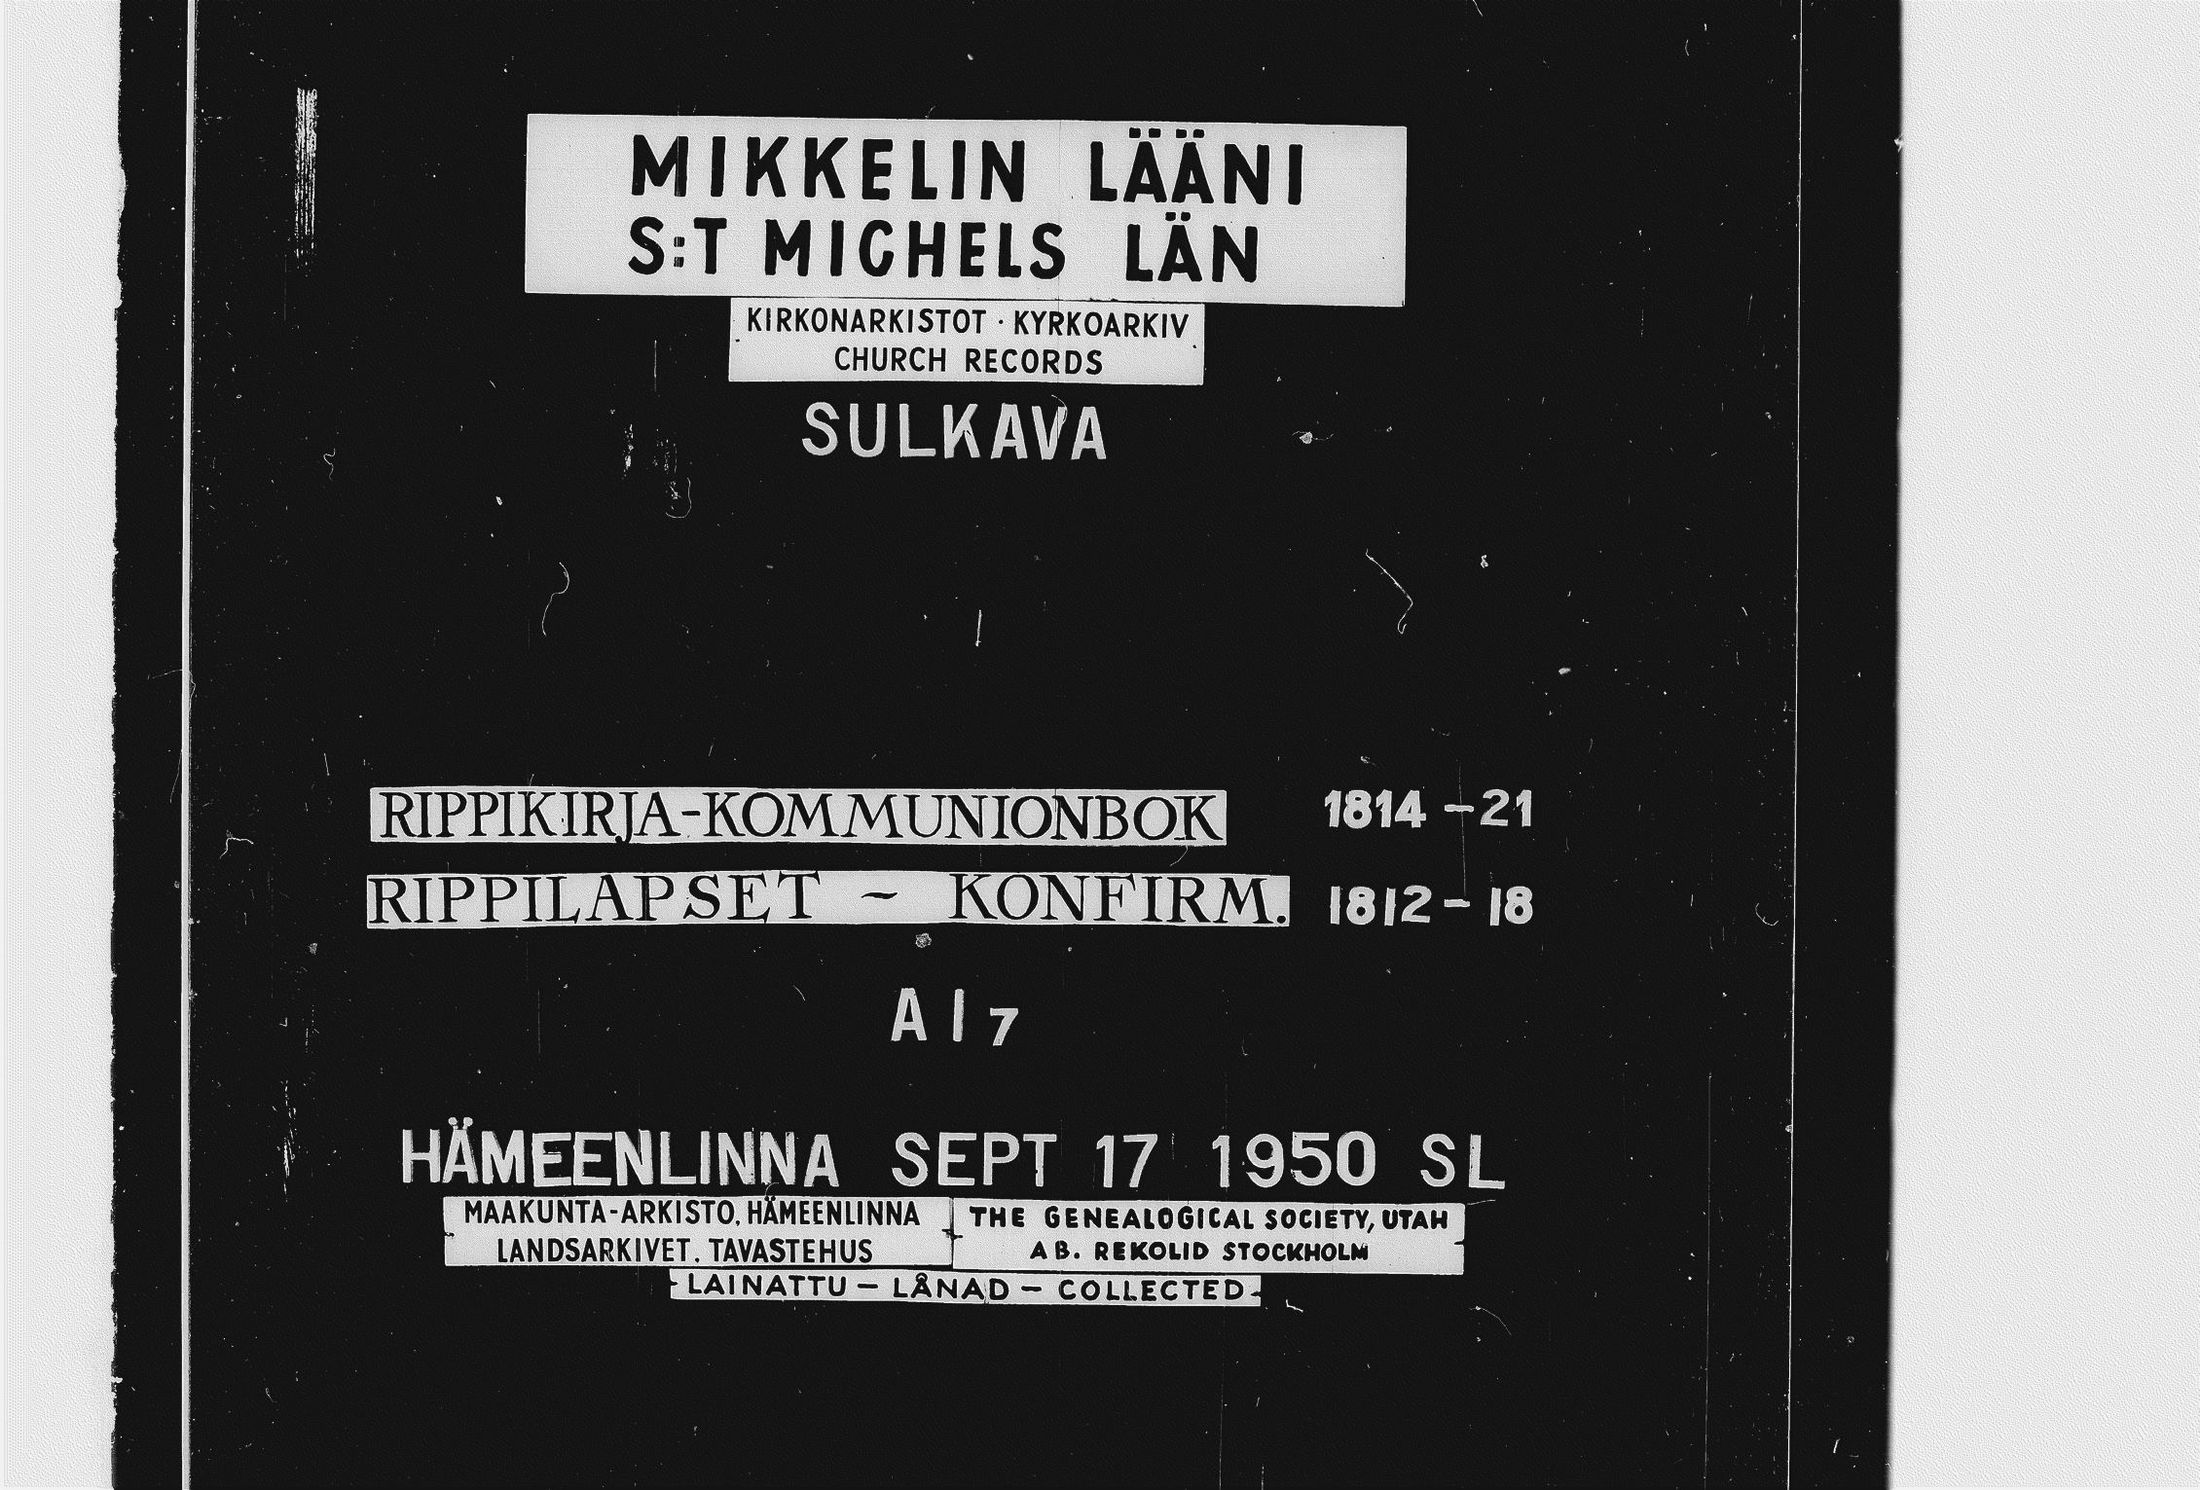 MIKKELIN LÄÄNI
S:T MICHELS LÄN
KIRKONARKISTOT · KYRKOARKIV
CHURCH RECORDS
SULKAVA
RIPPIKIRJA-KOMMUNIONBOK 1814-21
RIPPILAPSET - KONFIRM. 1812-18
A I 7
HÄMEENLINNA SEPT 17 1950 SL
MAAKUNTA-ARKISTO, HÄMEENLINNA
LANDSARKIVET, TAVASTEHUS
THE GENEALOGICAL SOCIETY, UTAH
AB. REKOLID STOCKHOLM
LAINATTU - LÅNAD - COLLECTED